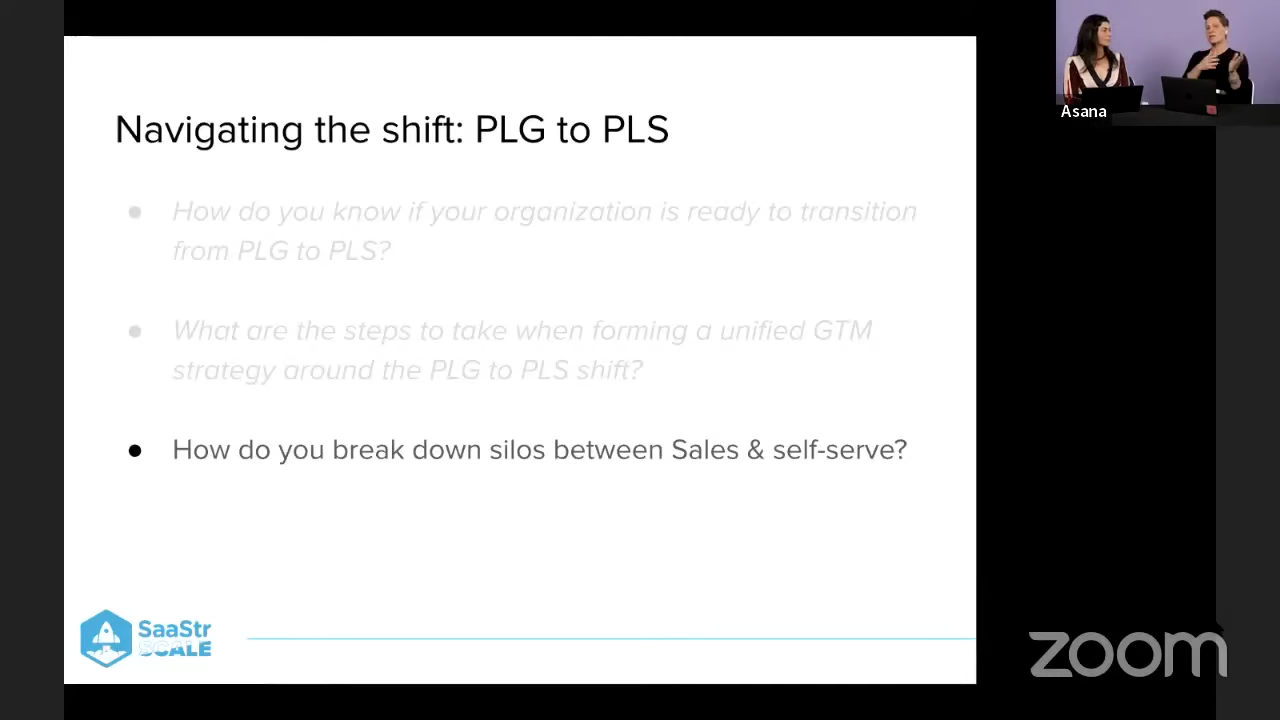 Asana
Navigating the shift: PLG to PLS
How do you know if your organization is ready to transition
from PLG to PLS?
What are the steps to take when forming a unified GTM
strategy around the PLG to PLS shift?
How do you break down silos between Sales & self-serve?
SaaStr
SCALE
zoom